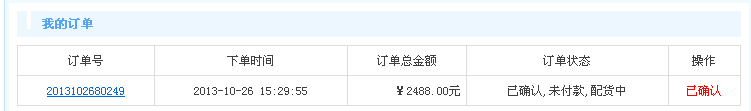 我的订单
订单号 下单时间 订单总金额 订单状态 操作
2013102680249 2013-10-26 15:29:55 ￥2488.00元 已确认,未付款,配货中 已确认